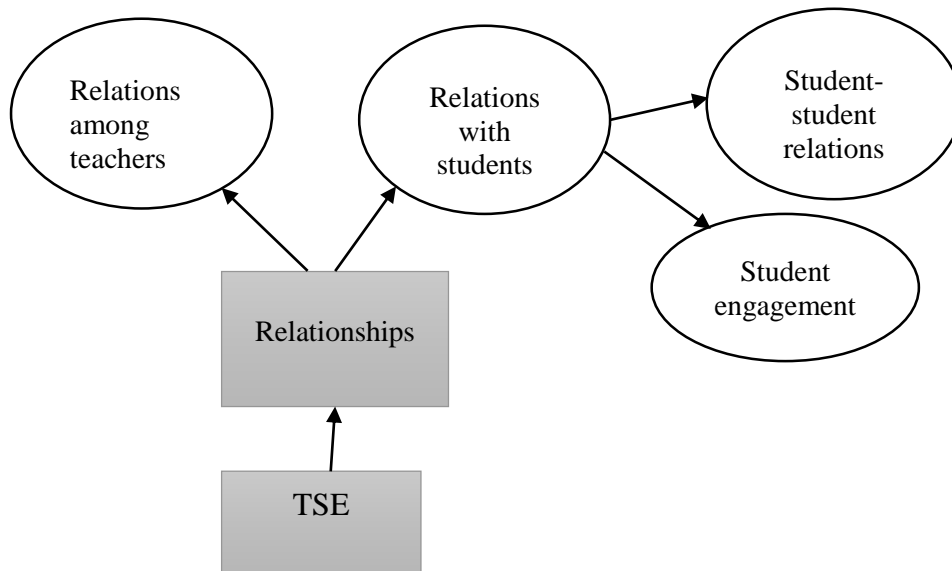 Relations
among
teachers
Relations
with
students
Student-
student
relations
Student
engagement
Relationships
TSE